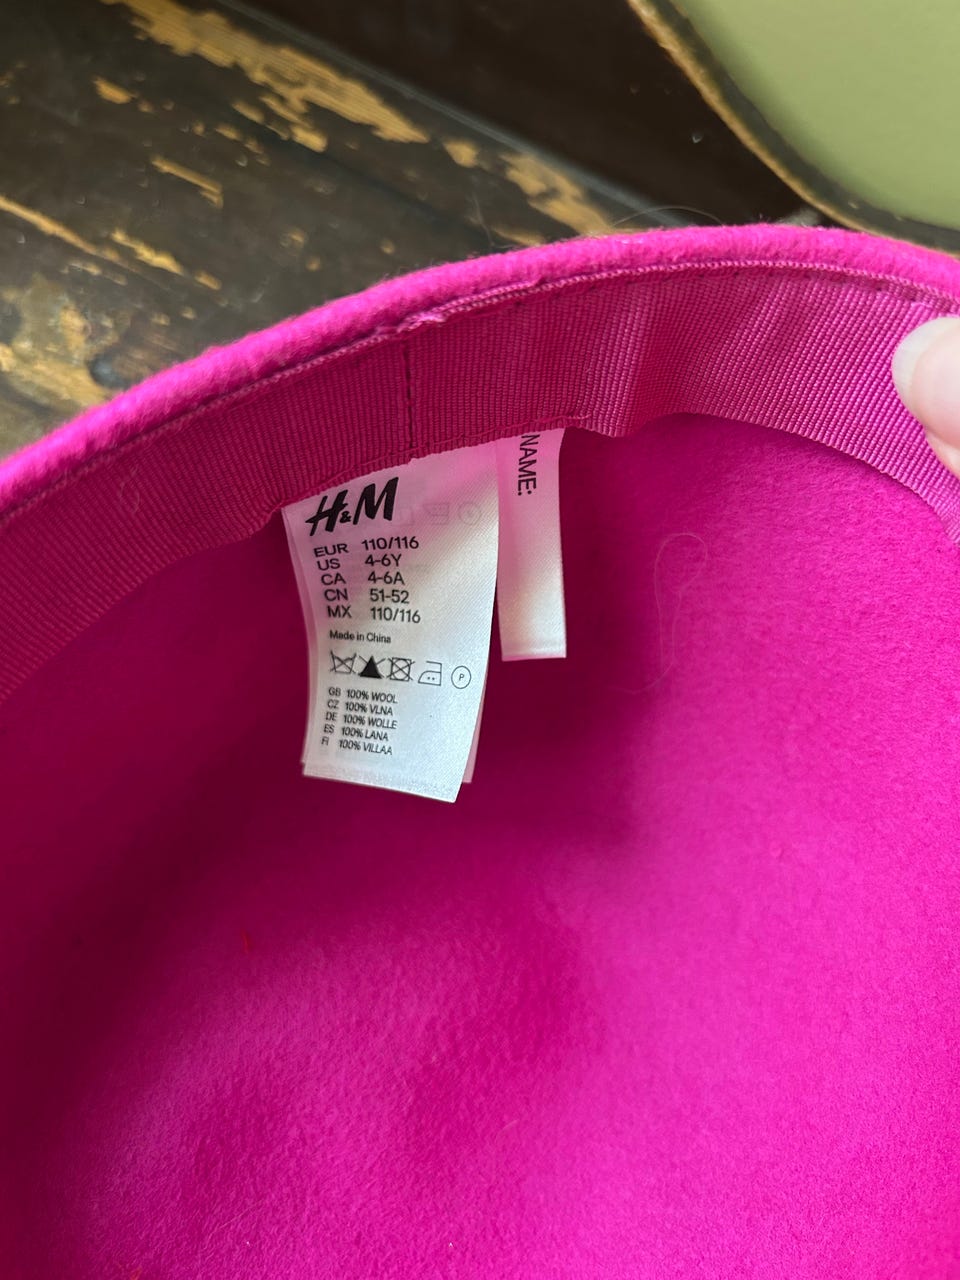 H&M
EUR 110/116
US 4-6Y
CA 4-6A
CN 51-52
MX 110/116
Made in China
P
GB 100% WOOL
CZ 100% VLNA
DE 100% WOLLE
ES 100% LANA
FI 100% VILLAA
NAME: